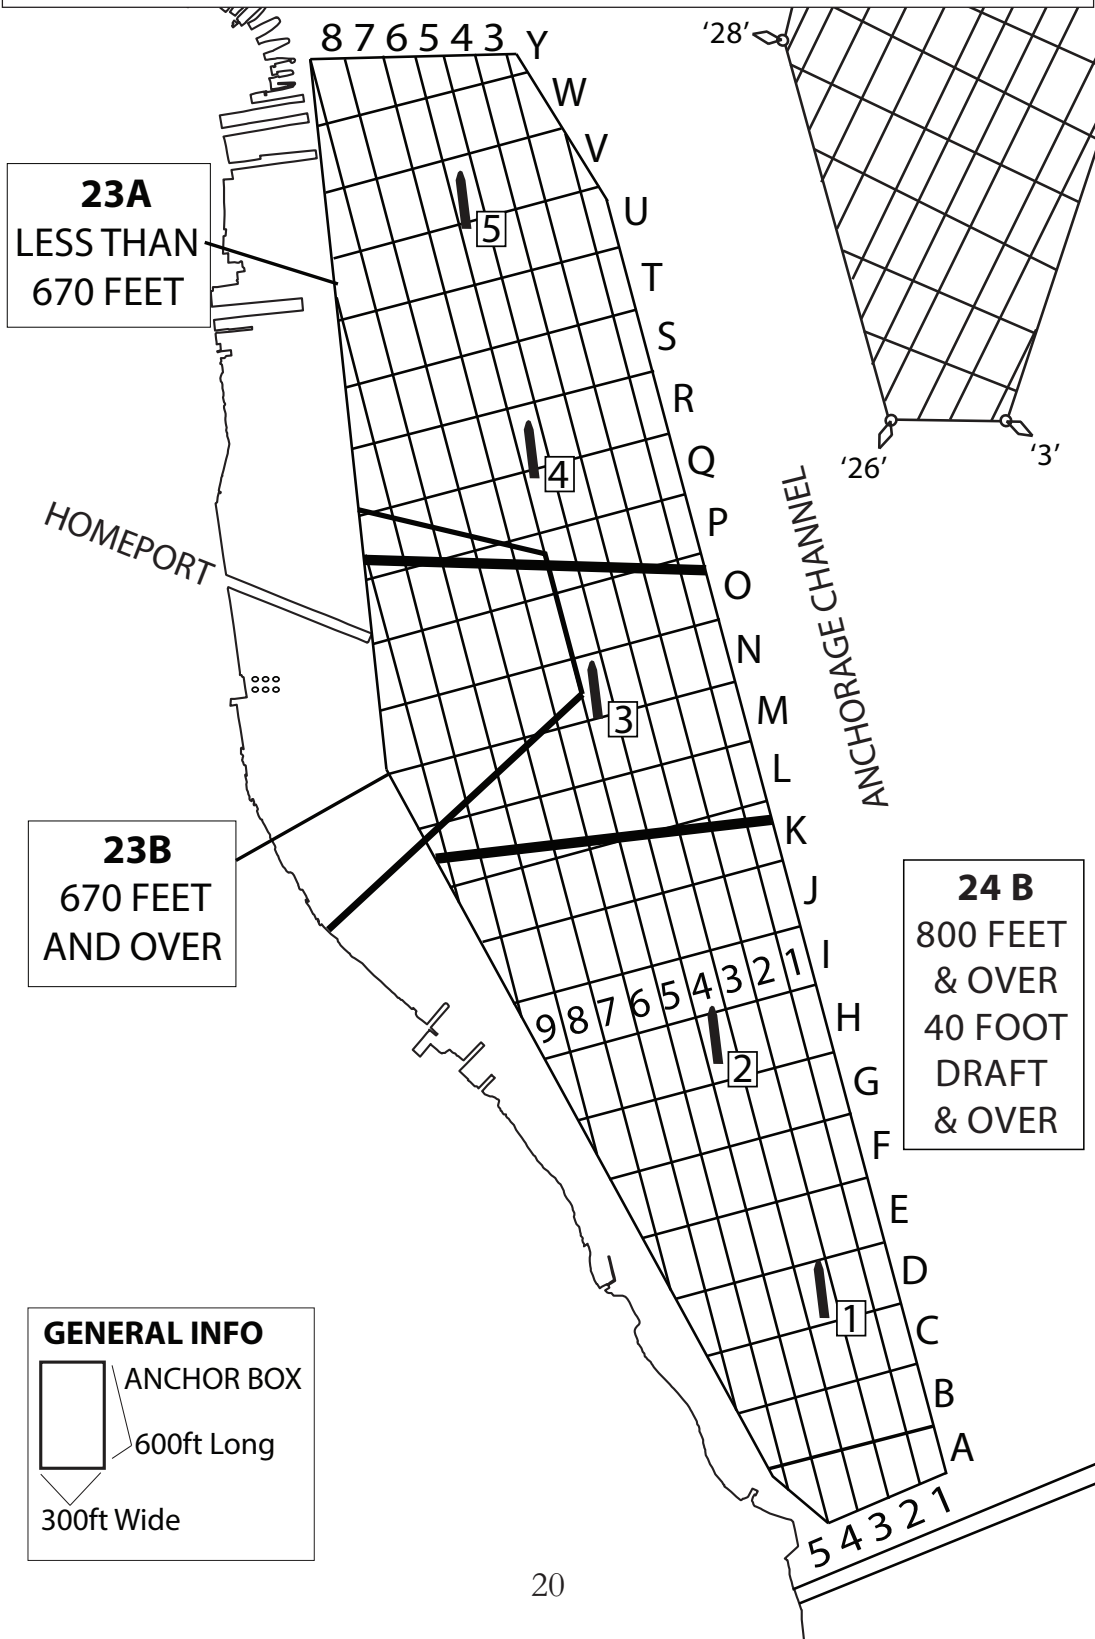 8 7 6 5 4 3 Y
'28'
W
V
23A
LESS THAN
670 FEET
U
5
T
S
R
Q
'26'
'3'
4
P
HOMEPORT
ANCHORAGE CHANNEL
O
N
M
3
L
K
23B
670 FEET
AND OVER
J
24 B
800 FEET
& OVER
40 FOOT
DRAFT
& OVER
I
9 8 7 6 5 4 3 2 1
H
2
G
F
E
D
1
C
B
A
GENERAL INFO
ANCHOR BOX
600ft Long
300ft Wide
5 4 3 2 1
20